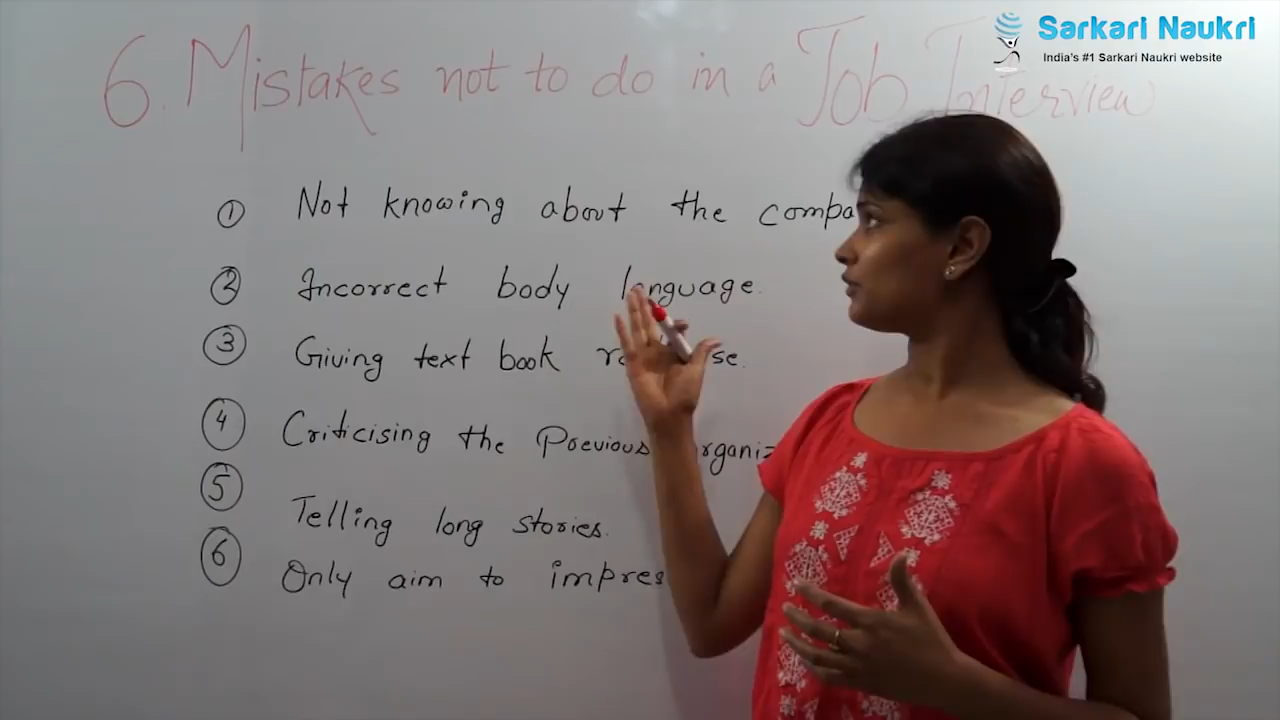 Sarkari Naukri
India's #1 Sarkari Naukri website
6. Mistakes not to do in a Job Interview
① Not knowing about the compa
② Incorrect body language.
③ Giving text book
④ Criticising the Previous
⑤ Telling long stories.
⑥ Only aim to impres